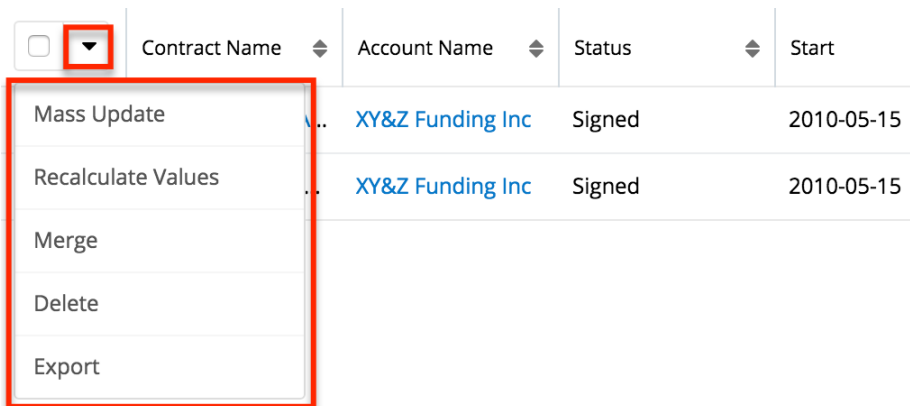 Contract Name Account Name Status Start
Mass Update
... XY&Z Funding Inc Signed 2010-05-15
Recalculate Values
... XY&Z Funding Inc Signed 2010-05-15
Merge
Delete
Export